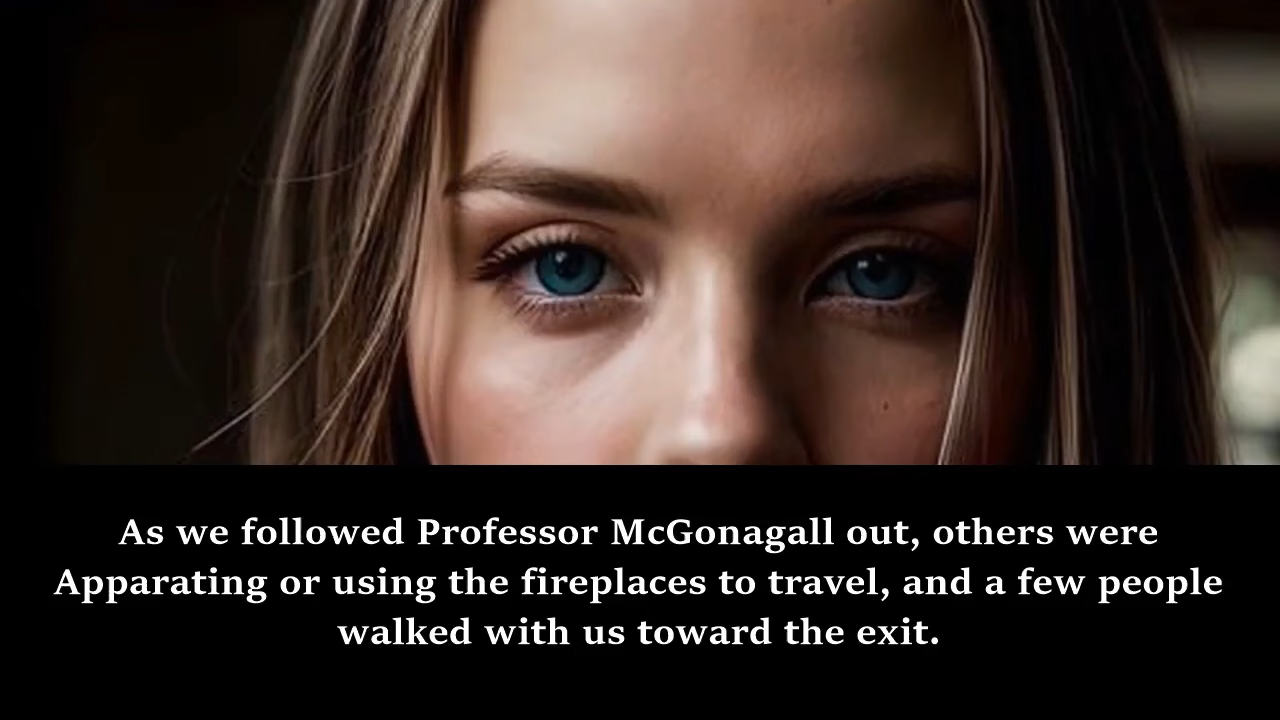 As we followed Professor McGonagall out, others were
Apparating or using the fireplaces to travel, and a few people
walked with us toward the exit.